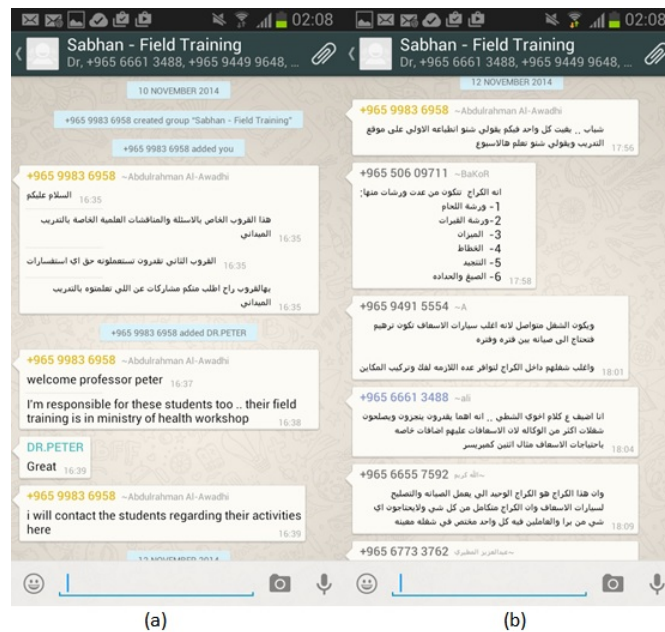 02:08
Sabhan - Field Training
Dr, +965 6661 3488, +965 9449 9648, ...
10 NOVEMBER 2014
+965 9983 6958 created group "Sabhan - Field Training"
+965 9983 6958 added you
+965 9983 6958 ~Abdulrahman Al-Awadhi
السلام عليكم 16:35
هذا القروب الخاص بالاسئلة والمناقشات العلمية الخاصة بالتدريب
الميداني 16:35
القروب الثاني تقدرون تستعملونه حق اي استفسارات 16:35
بهالقروب راح اطلب منكم مشاركات عن اللي تعلمتوه بالتدريب
الميداني 16:35
+965 9983 6958 added DR.PETER
+965 9983 6958 ~Abdulrahman Al-Awadhi
welcome professor peter 16:37
I'm responsible for these students too .. their field
training is in ministry of health workshop 16:38
DR.PETER
Great 16:39
+965 9983 6958 ~Abdulrahman Al-Awadhi
i will contact the students regarding their activities
here 16:39
12 NOVEMBER 2014
(a)
02:08
Sabhan - Field Training
Dr, +965 6661 3488, +965 9449 9648, ...
12 NOVEMBER 2014
+965 9983 6958 ~Abdulrahman Al-Awadhi
شباب .. بغيت كل واحد فيكم يقولي شنو انطباعه الاولي على موقع
التدريب ويقولي شنو تعلم هالاسبوع 17:56
+965 506 09711 ~BaKoR
انه الكراج تتكون من عدت ورشات منها:
1- ورشة اللحام
2- ورشة القيرات
3- الميزان
4- الخطاط
5- التنجيد
6- الصبغ والحداده 17:58
+965 9491 5554 ~A
ويكون الشغل متواصل لانه اغلب سيارات الاسعاف تكون ترهيم
فتحتاج الى صيانه بين فتره وفتره
واغلب شغلهم داخل الكراج لتوافر عده اللازمه لفك وتركيب المكاين 18:01
+965 6661 3488 ~ali
انا اضيف ع كلام اخوي الشطي .. انه اهما يقدرون ينجزون ويصلحون
شغلات اكثر من الوكاله لان الاسعافات عليهم اضافات خاصه
باحتياجات الاسعاف مثال اثنين كمبريسر 18:04
+965 6655 7592 ~الله كريم
وان هذا الكراج هو الكراج الوحيد الي يعمل الصيانه والتصليح
لسيارات الاسعاف وان الكراج متكامل من كل شي ولايحتاجون اي
شي من برا والعاملين فيه كل واحد مختص في شغله معينه 18:09
+965 6773 3762
(b)